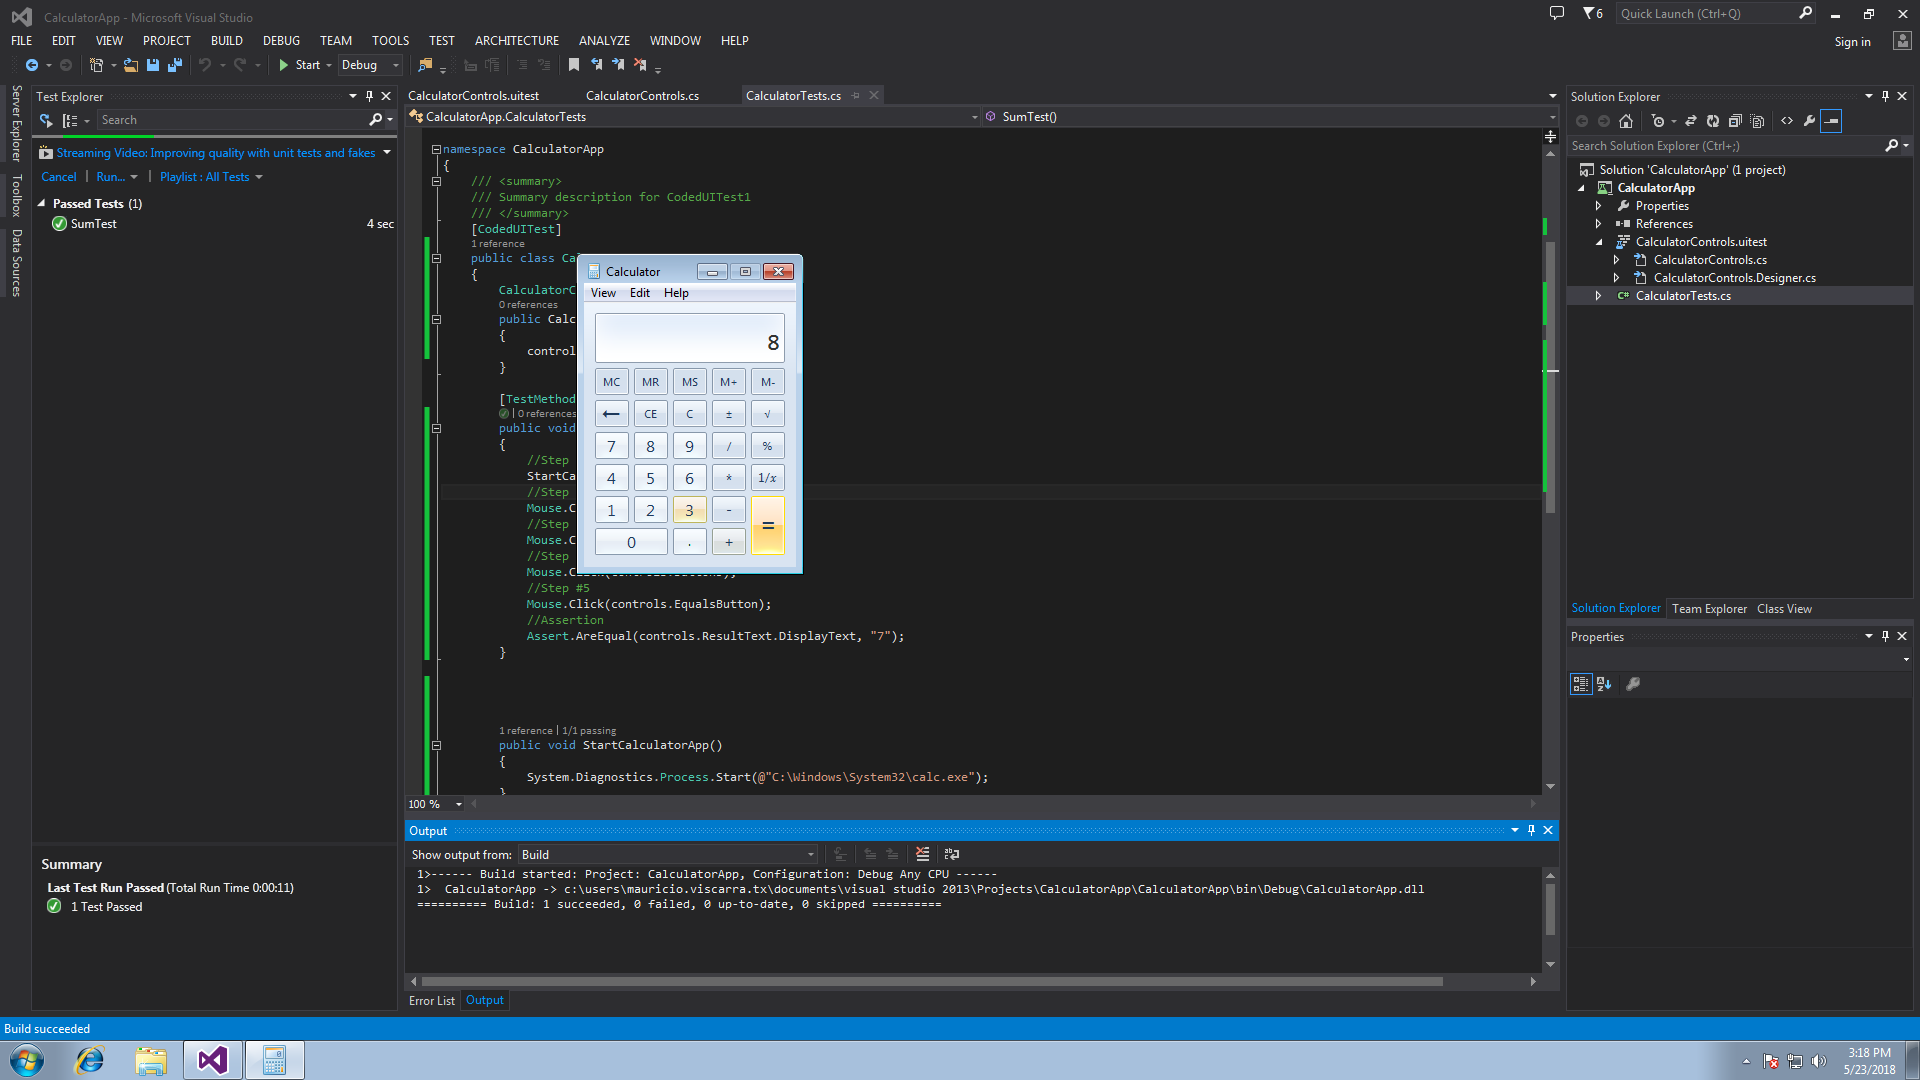 CalculatorApp - Microsoft Visual Studio
6
Quick Launch (Ctrl+Q)
FILE EDIT VIEW PROJECT BUILD DEBUG TEAM TOOLS TEST ARCHITECTURE ANALYZE WINDOW HELP
Sign in
Start Debug
Server Explorer
Toolbox
Data Sources
Test Explorer
Search
Streaming Video: Improving quality with unit tests and fakes
Cancel | Run... | Playlist : All Tests
Passed Tests (1)
SumTest 4 sec
Summary
Last Test Run Passed (Total Run Time 0:00:11)
1 Test Passed
CalculatorControls.uitest CalculatorControls.cs CalculatorTests.cs
CalculatorApp.CalculatorTests SumTest()
namespace CalculatorApp
{
/// <summary>
/// Summary description for CodedUITest1
/// </summary>
[CodedUITest]
1 reference
public class Ca
{
CalculatorC
0 references
public Calc
{
control
}
[TestMethod
| 0 references
public void
{
//Step
StartCa
//Step
Mouse.C
//Step
Mouse.C
//Step
Mouse.C
//Step #5
Mouse.Click(controls.EqualsButton);
//Assertion
Assert.AreEqual(controls.ResultText.DisplayText, "7");
}
1 reference | 1/1 passing
public void StartCalculatorApp()
{
System.Diagnostics.Process.Start(@"C:\Windows\System32\calc.exe");
}
100 %
Calculator
View Edit Help
8
MC MR MS M+ M-
← CE C ± √
7 8 9 / %
4 5 6 * 1/x
1 2 3 - =
0 . +
Output
Show output from: Build
1>------ Build started: Project: CalculatorApp, Configuration: Debug Any CPU ------
1>  CalculatorApp -> c:\users\mauricio.viscarra.tx\documents\visual studio 2013\Projects\CalculatorApp\CalculatorApp\bin\Debug\CalculatorApp.dll
========== Build: 1 succeeded, 0 failed, 0 up-to-date, 0 skipped ==========
Error List Output
Solution Explorer
Search Solution Explorer (Ctrl+;)
Solution 'CalculatorApp' (1 project)
CalculatorApp
Properties
References
CalculatorControls.uitest
CalculatorControls.cs
CalculatorControls.Designer.cs
C# CalculatorTests.cs
Solution Explorer Team Explorer Class View
Properties
Build succeeded
3:18 PM
5/23/2018